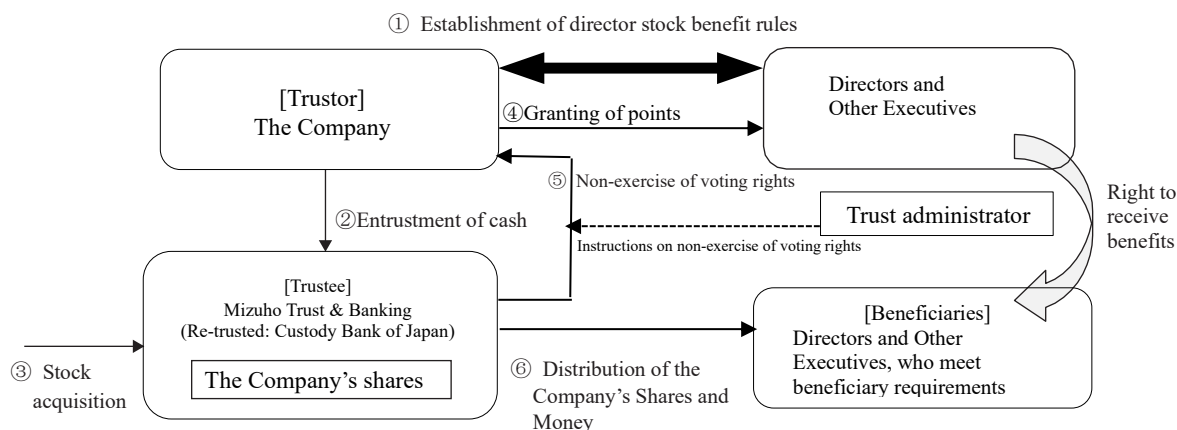 ① Establishment of director stock benefit rules
[Trustor]
The Company
Directors and
Other Executives
④Granting of points
⑤ Non-exercise of voting rights
Trust administrator
Right to
receive
benefits
②Entrustment of cash
Instructions on non-exercise of voting rights
[Trustee]
Mizuho Trust & Banking
(Re-trusted: Custody Bank of Japan)
The Company’s shares
③ Stock
acquisition
⑥ Distribution of the
Company’s Shares and
Money
[Beneficiaries]
Directors and Other
Executives, who meet
beneficiary requirements